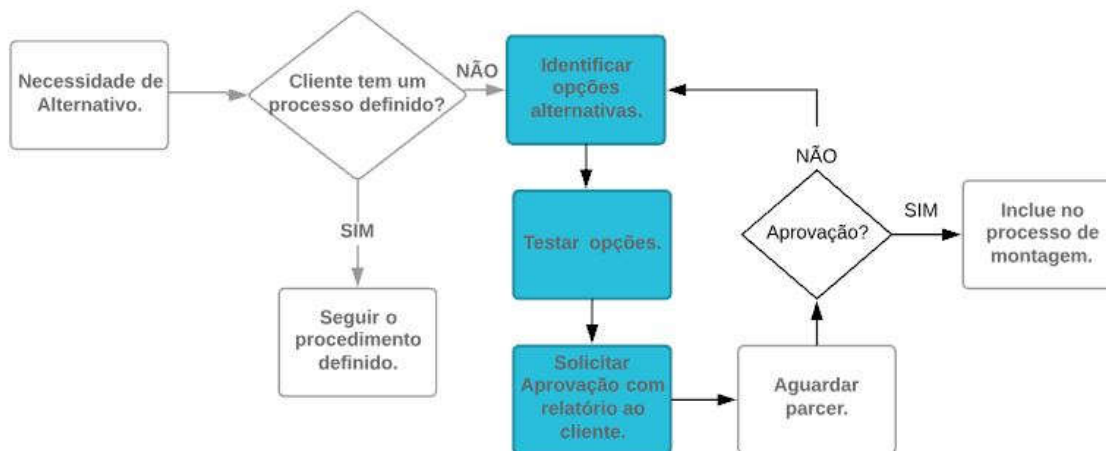 Necessidade de
Alternativo.
Cliente tem um
processo definido?
NÃO
Identificar
opções
alternativas.
SIM
Seguir o
procedimento
definido.
Testar opções.
Solicitar
Aprovação com
relatório ao
cliente.
Aguardar
parcer.
Aprovação?
NÃO
SIM
Inclue no
processo de
montagem.